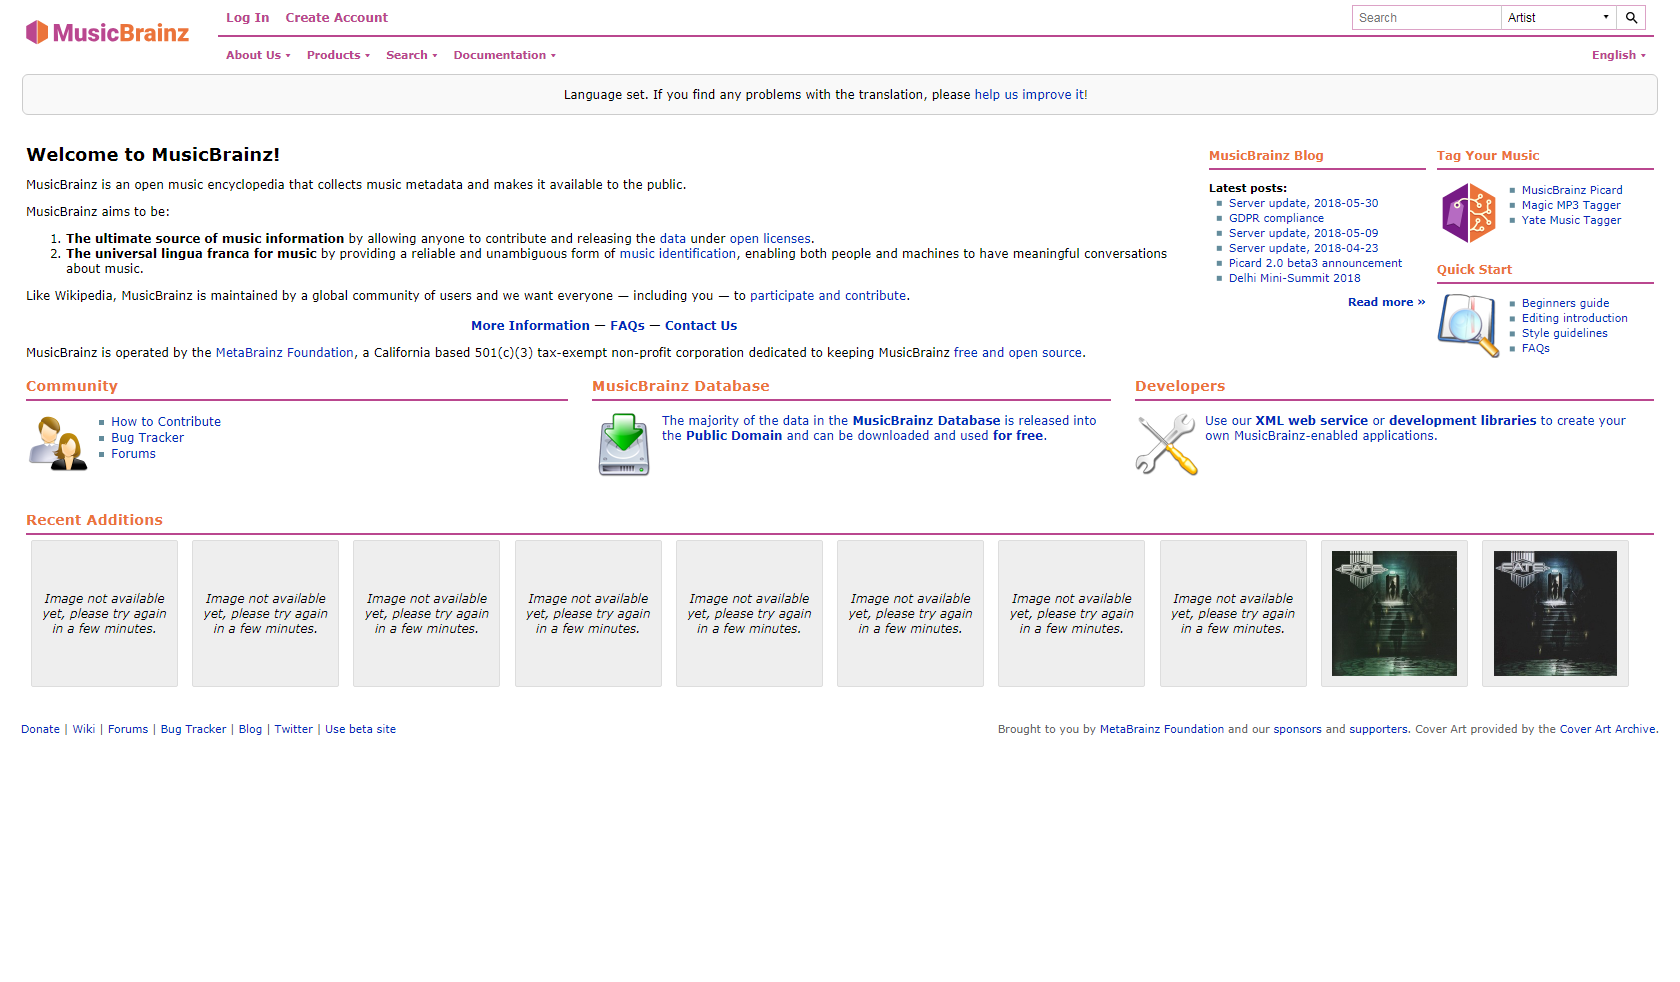 MusicBrainz
Log In Create Account
Search Artist
About Us Products Search Documentation English
Language set. If you find any problems with the translation, please help us improve it!
Welcome to MusicBrainz!
MusicBrainz is an open music encyclopedia that collects music metadata and makes it available to the public.
MusicBrainz aims to be:
1. The ultimate source of music information by allowing anyone to contribute and releasing the data under open licenses.
2. The universal lingua franca for music by providing a reliable and unambiguous form of music identification, enabling both people and machines to have meaningful conversations
about music.
Like Wikipedia, MusicBrainz is maintained by a global community of users and we want everyone — including you — to participate and contribute.
More Information — FAQs — Contact Us
MusicBrainz is operated by the MetaBrainz Foundation, a California based 501(c)(3) tax-exempt non-profit corporation dedicated to keeping MusicBrainz free and open source.
MusicBrainz Blog
Latest posts:
Server update, 2018-05-30
GDPR compliance
Server update, 2018-05-09
Server update, 2018-04-23
Picard 2.0 beta3 announcement
Delhi Mini-Summit 2018
Read more »
Tag Your Music
MusicBrainz Picard
Magic MP3 Tagger
Yate Music Tagger
Quick Start
Beginners guide
Editing introduction
Style guidelines
FAQs
Community
How to Contribute
Bug Tracker
Forums
MusicBrainz Database
The majority of the data in the MusicBrainz Database is released into
the Public Domain and can be downloaded and used for free.
Developers
Use our XML web service or development libraries to create your
own MusicBrainz-enabled applications.
Recent Additions
Image not available
yet, please try again
in a few minutes.
Image not available
yet, please try again
in a few minutes.
Image not available
yet, please try again
in a few minutes.
Image not available
yet, please try again
in a few minutes.
Image not available
yet, please try again
in a few minutes.
Image not available
yet, please try again
in a few minutes.
Image not available
yet, please try again
in a few minutes.
Image not available
yet, please try again
in a few minutes.
FATE
FATE
Donate | Wiki | Forums | Bug Tracker | Blog | Twitter | Use beta site
Brought to you by MetaBrainz Foundation and our sponsors and supporters. Cover Art provided by the Cover Art Archive.